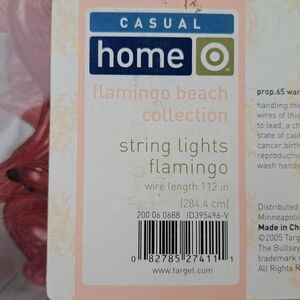 CASUAL
home
flamingo beach
collection
string lights
flamingo
wire length 112 in
(284.4 cm)
200 06 0688 ID395496-V
0 82785 27411 1
www.target.com
prop.65 war
handling the
wires of this
to lead, a ch
state of calif
cancer, birth
reproductive
wash hands
Distributed
Minneapolis
Made in Ch
©2005 Targ
The Bullsey
trademark
All Rights R